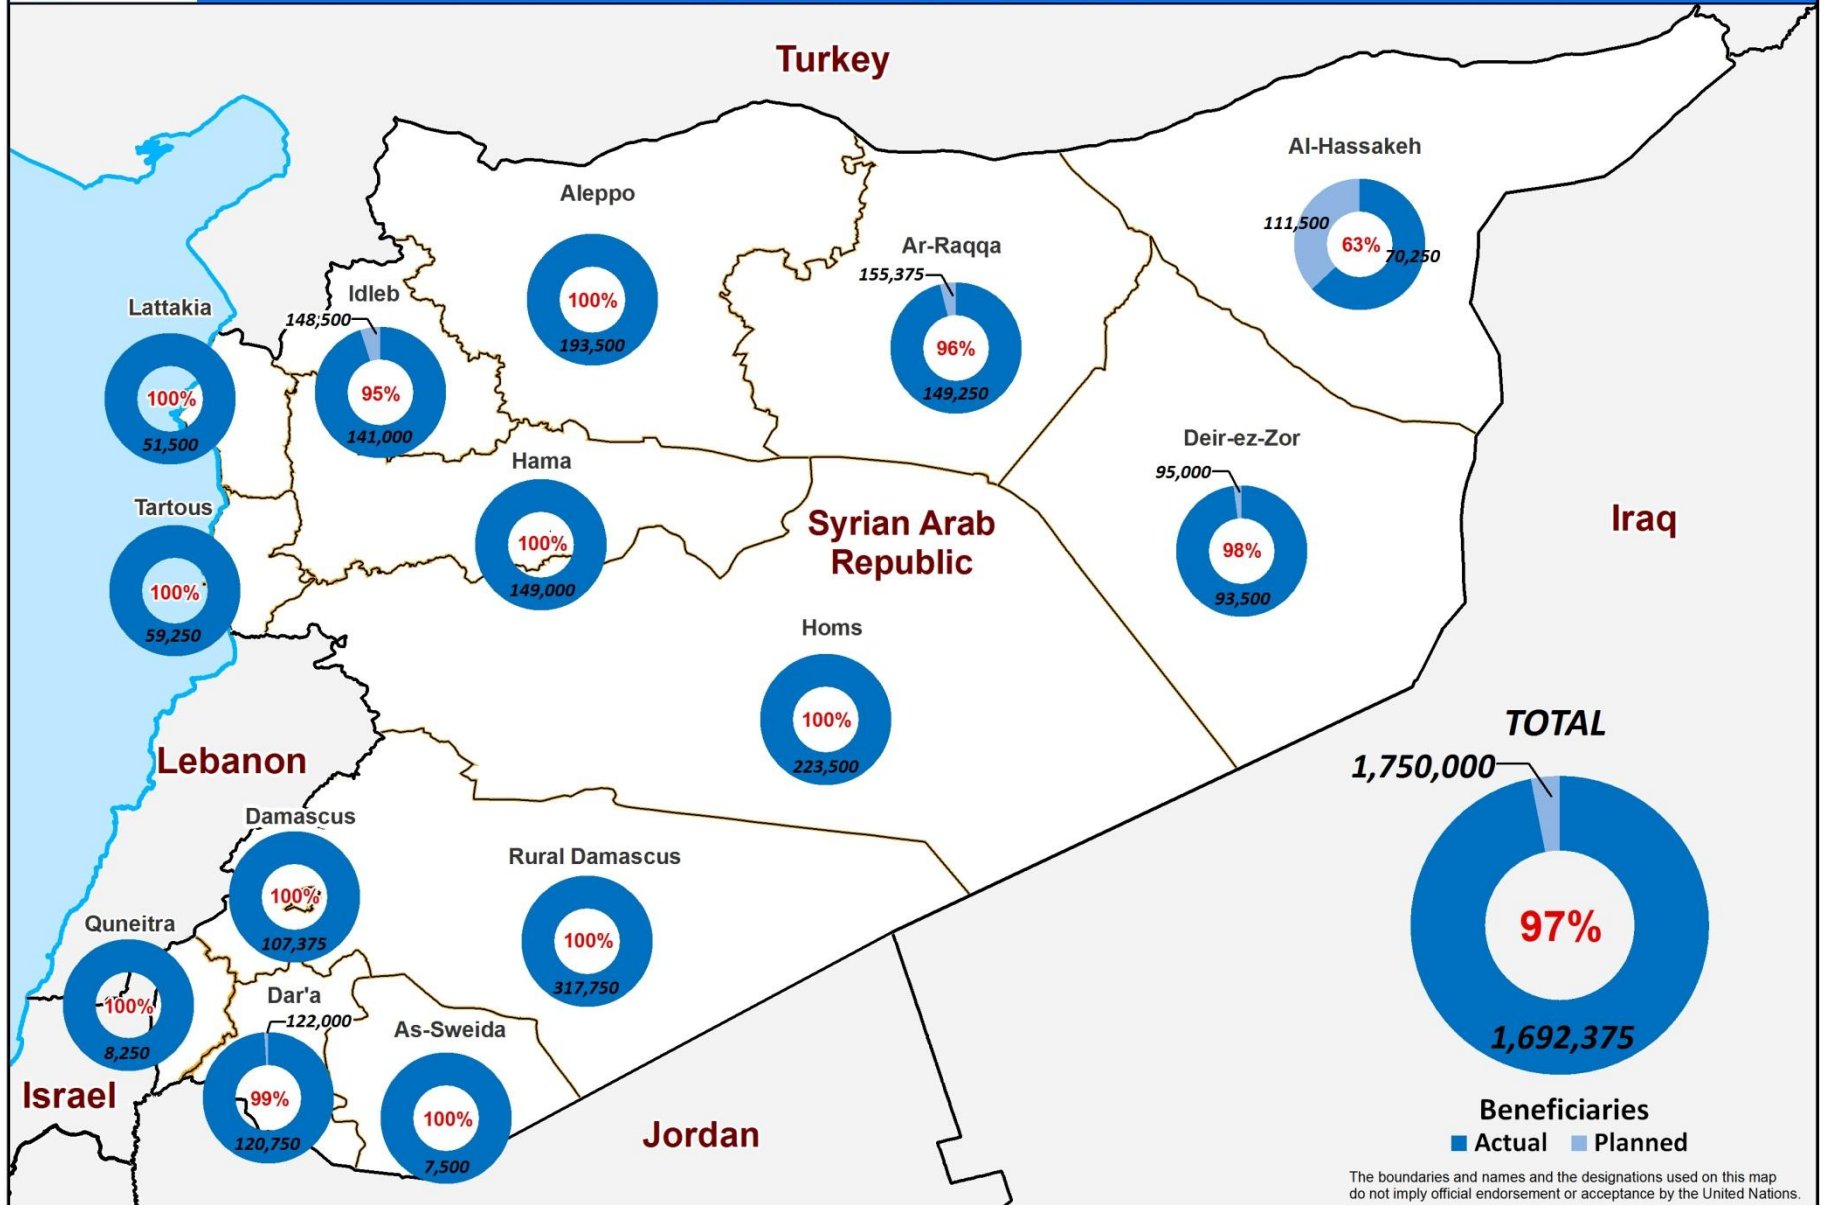 Turkey
Al-Hassakeh
111,500
63%
70,250
Aleppo
100%
193,500
Ar-Raqqa
155,375
96%
149,250
Idleb
148,500
95%
141,000
Lattakia
100%
51,500
Deir-ez-Zor
95,000
98%
93,500
Hama
100%
149,000
Tartous
100%
59,250
Syrian Arab
Republic
Iraq
Homs
100%
223,500
Lebanon
TOTAL
1,750,000
97%
1,692,375
Damascus
100%
107,375
Rural Damascus
100%
317,750
Quneitra
100%
8,250
Dar'a
122,000
99%
120,750
As-Sweida
100%
7,500
Israel
Jordan
Beneficiaries
Actual Planned
The boundaries and names and the designations used on this map
do not imply official endorsement or acceptance by the United Nations.